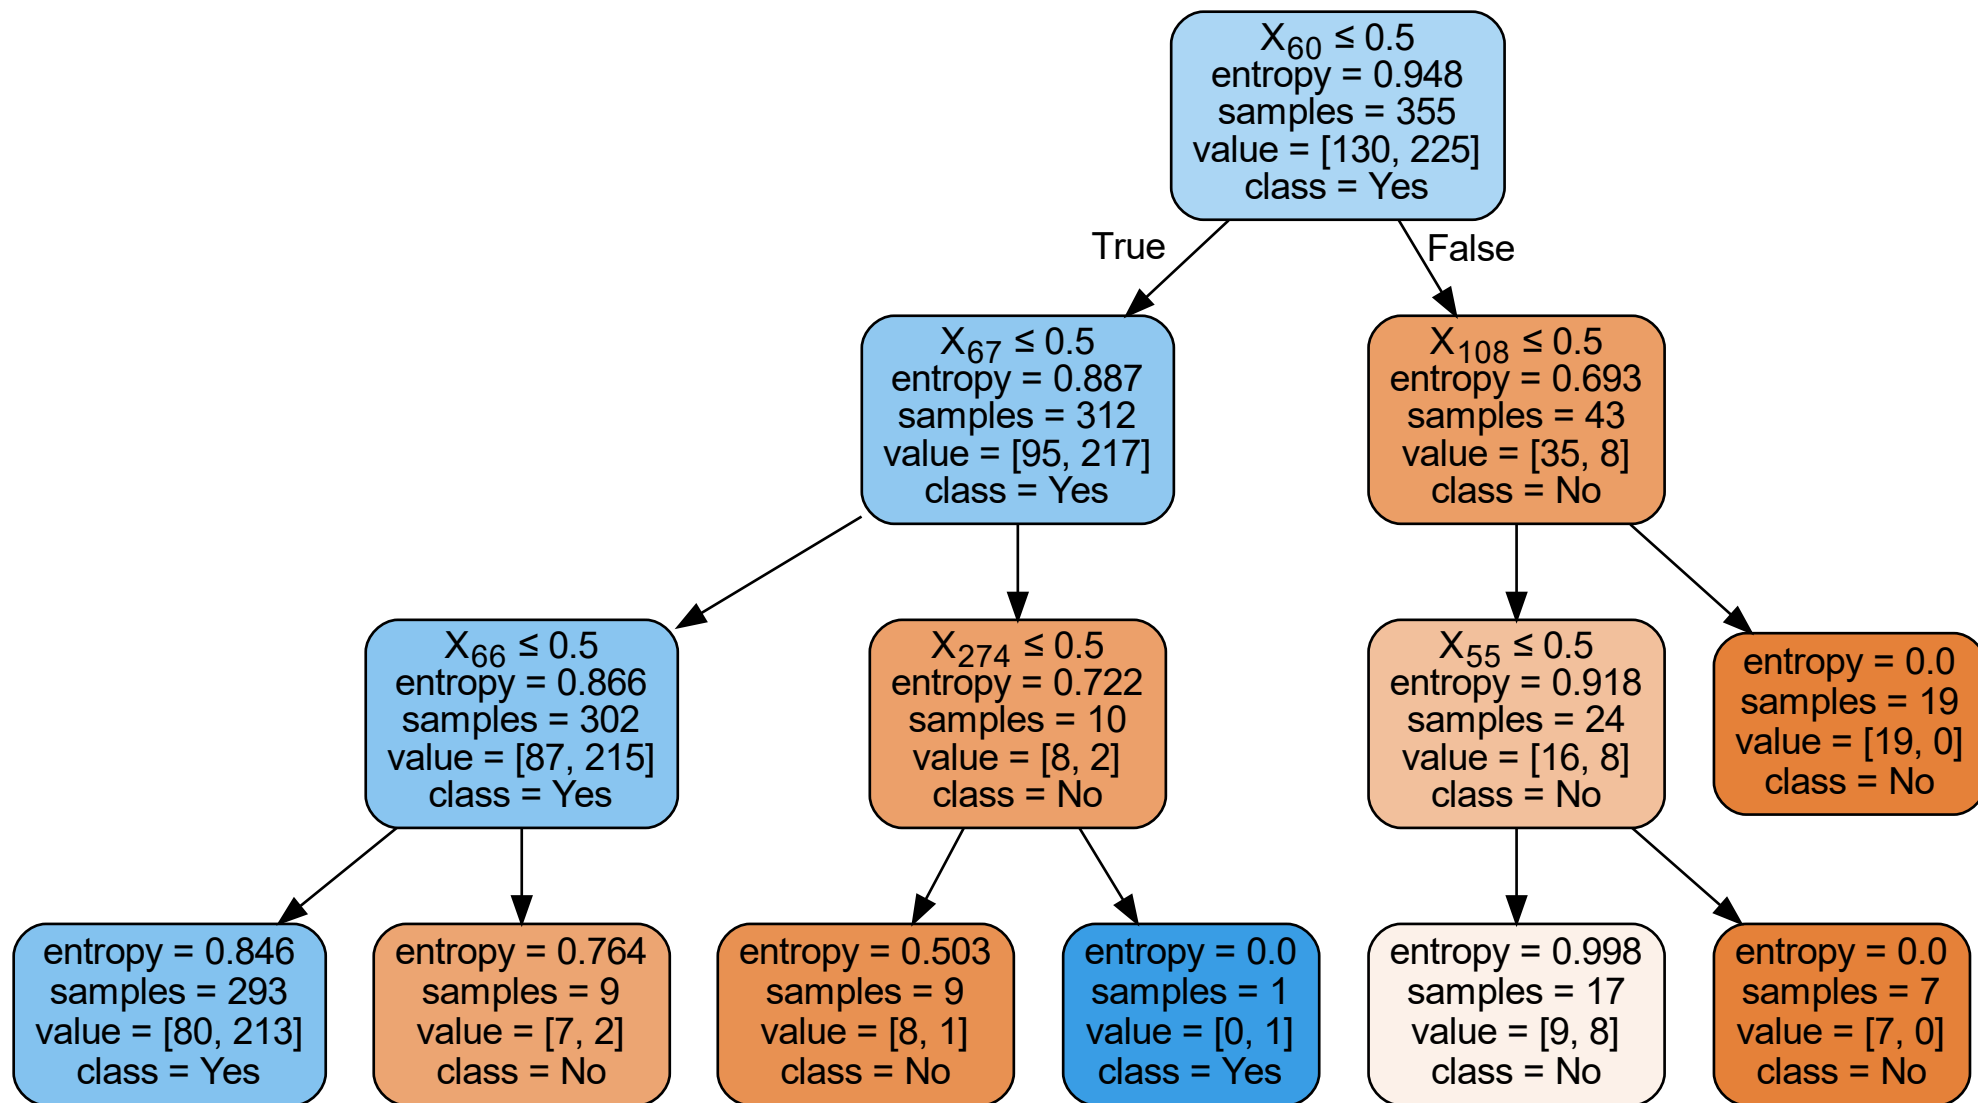 X60 ≤ 0.5
entropy = 0.948
samples = 355
value = [130, 225]
class = Yes
True
False
X67 ≤ 0.5
entropy = 0.887
samples = 312
value = [95, 217]
class = Yes
X108 ≤ 0.5
entropy = 0.693
samples = 43
value = [35, 8]
class = No
X66 ≤ 0.5
entropy = 0.866
samples = 302
value = [87, 215]
class = Yes
X274 ≤ 0.5
entropy = 0.722
samples = 10
value = [8, 2]
class = No
X55 ≤ 0.5
entropy = 0.918
samples = 24
value = [16, 8]
class = No
entropy = 0.0
samples = 19
value = [19, 0]
class = No
entropy = 0.846
samples = 293
value = [80, 213]
class = Yes
entropy = 0.764
samples = 9
value = [7, 2]
class = No
entropy = 0.503
samples = 9
value = [8, 1]
class = No
entropy = 0.0
samples = 1
value = [0, 1]
class = Yes
entropy = 0.998
samples = 17
value = [9, 8]
class = No
entropy = 0.0
samples = 7
value = [7, 0]
class = No